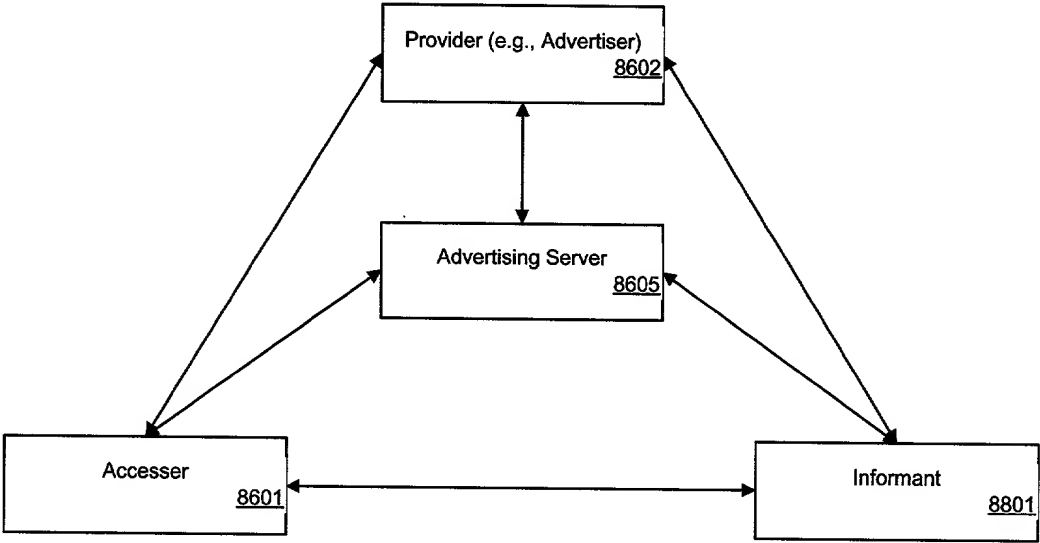 Provider (e.g., Advertiser)
8602
Advertising Server
8605
Accesser
8601
Informant
8801